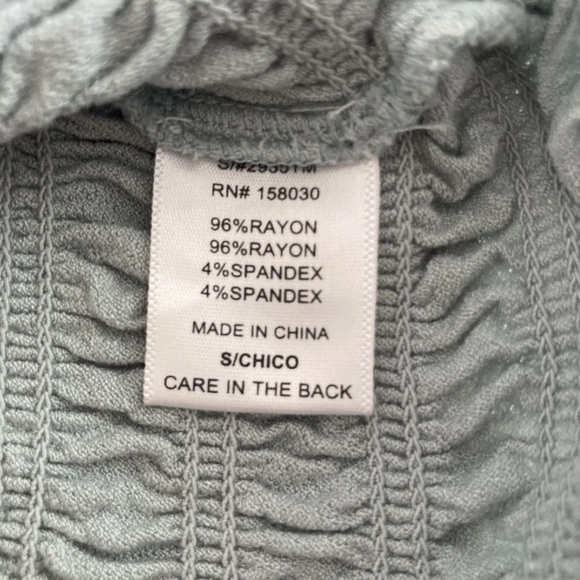 RN# 158030
96%RAYON
96%RAYON
4%SPANDEX
4%SPANDEX
MADE IN CHINA
S/CHICO
CARE IN THE BACK